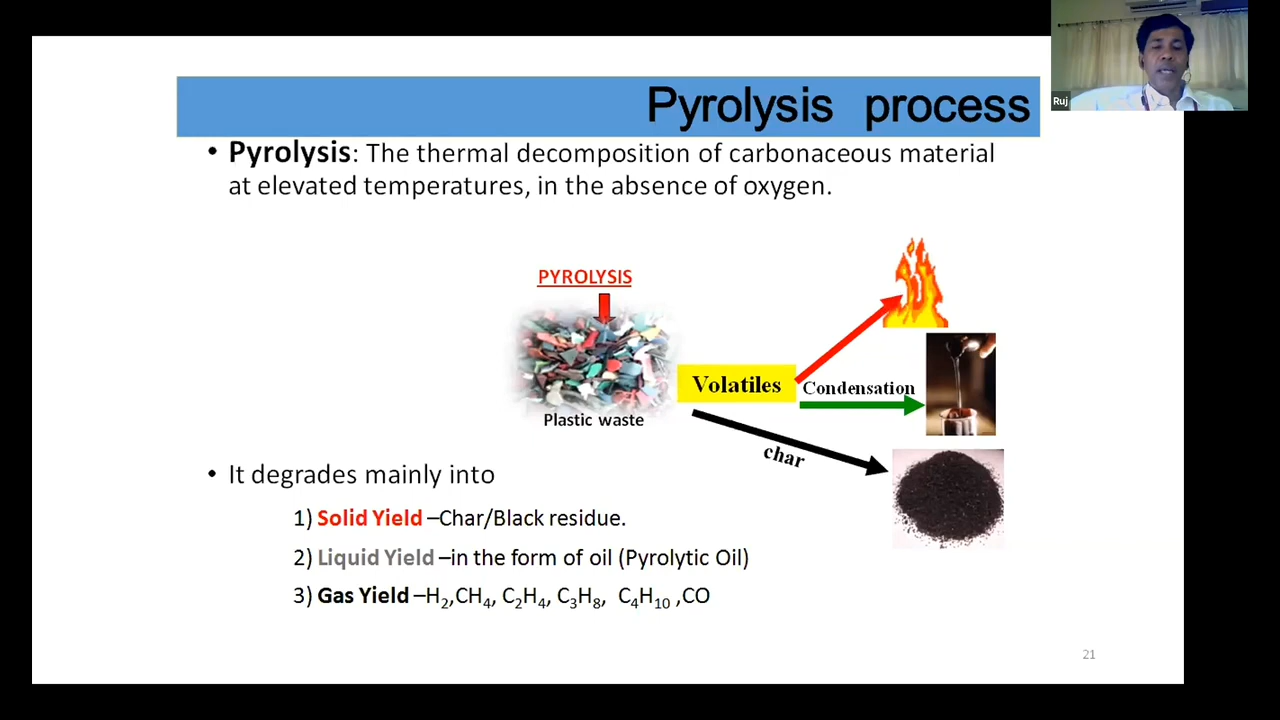 Ruj
Pyrolysis process
• Pyrolysis: The thermal decomposition of carbonaceous material
at elevated temperatures, in the absence of oxygen.
PYROLYSIS
Volatiles
Condensation
Plastic waste
char
• It degrades mainly into
1) Solid Yield –Char/Black residue.
2) Liquid Yield –in the form of oil (Pyrolytic Oil)
3) Gas Yield –H₂,CH₄, C₂H₄, C₃H₈, C₄H₁₀ ,CO
21